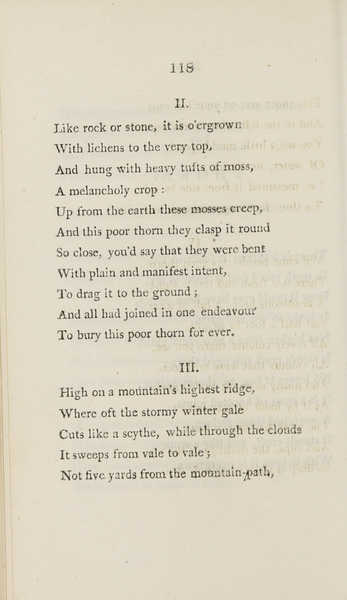 118
II.
Like rock or stone, it is o'ergrown
With lichens to the very top,
And hung with heavy tufts of moss,
A melancholy crop :
Up from the earth these mosses creep,
And this poor thorn they clasp it round
So close, you'd say that they were bent
With plain and manifest intent,
To drag it to the ground ;
And all had joined in one endeavour
To bury this poor thorn for ever.
III.
High on a mountain's highest ridge,
Where oft the stormy winter gale
Cuts like a scythe, while through the clouds
It sweeps from vale to vale ;
Not five yards from the mountain-path,